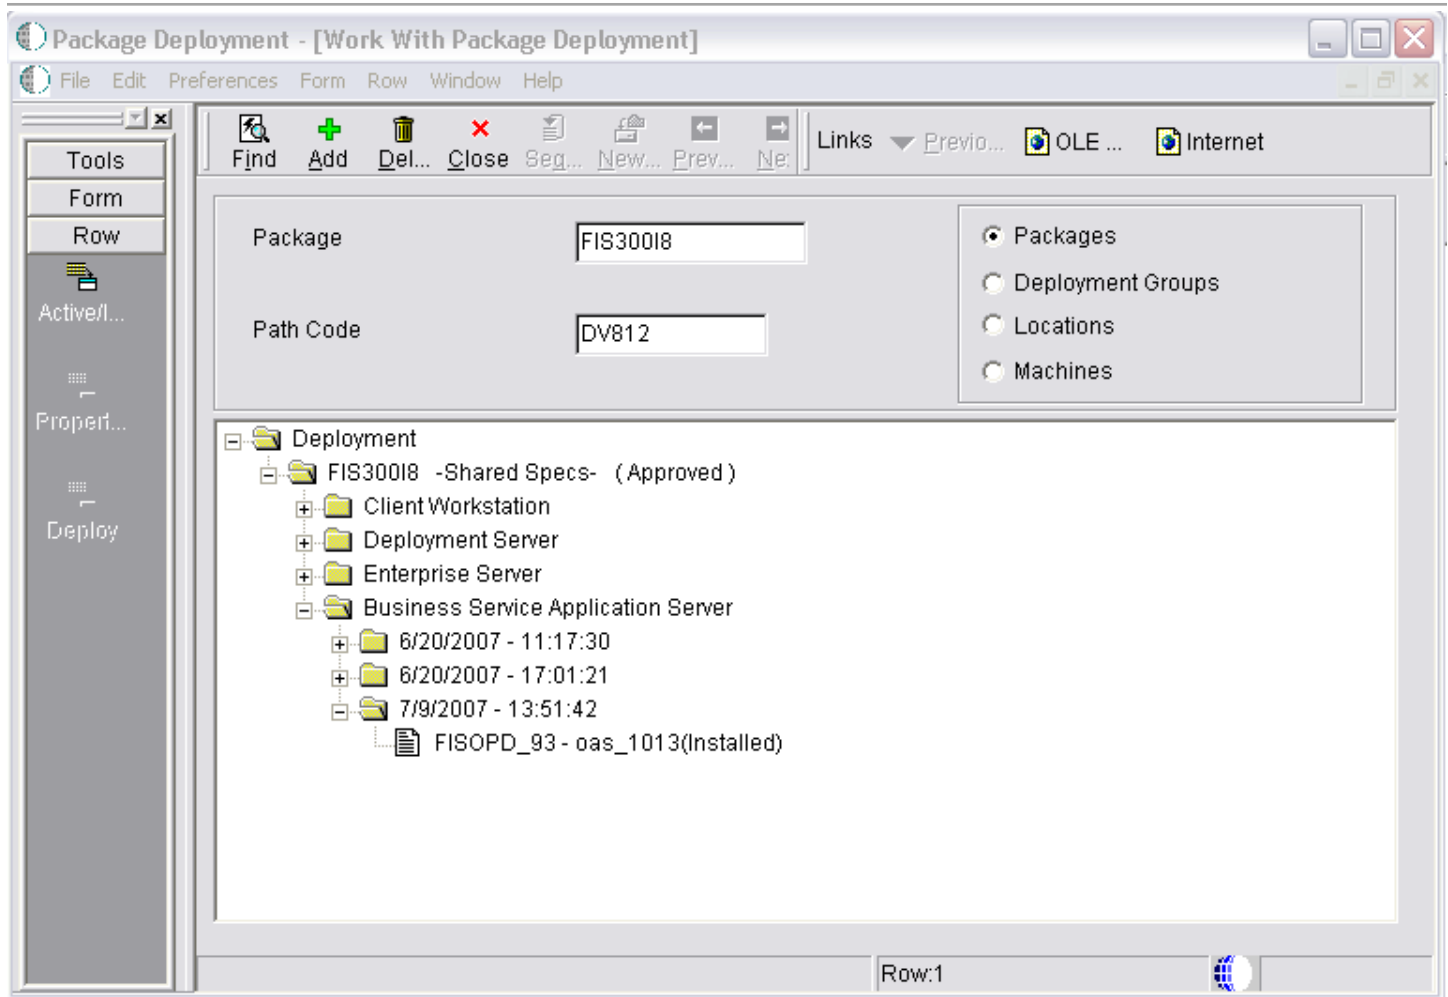 Package Deployment - [Work With Package Deployment]
File Edit Preferences Form Row Window Help
Find Add Del... Close Seq... New... Prev... Ne: Links Previo... OLE ... Internet
Tools
Form
Row
Active/I...
Propert...
Deploy
Package FIS300I8
Path Code DV812
Packages
Deployment Groups
Locations
Machines
Deployment
FIS300I8 -Shared Specs- ( Approved )
Client Workstation
Deployment Server
Enterprise Server
Business Service Application Server
6/20/2007 - 11:17:30
6/20/2007 - 17:01:21
7/9/2007 - 13:51:42
FISOPD_93 - oas_1013(Installed)
Row:1